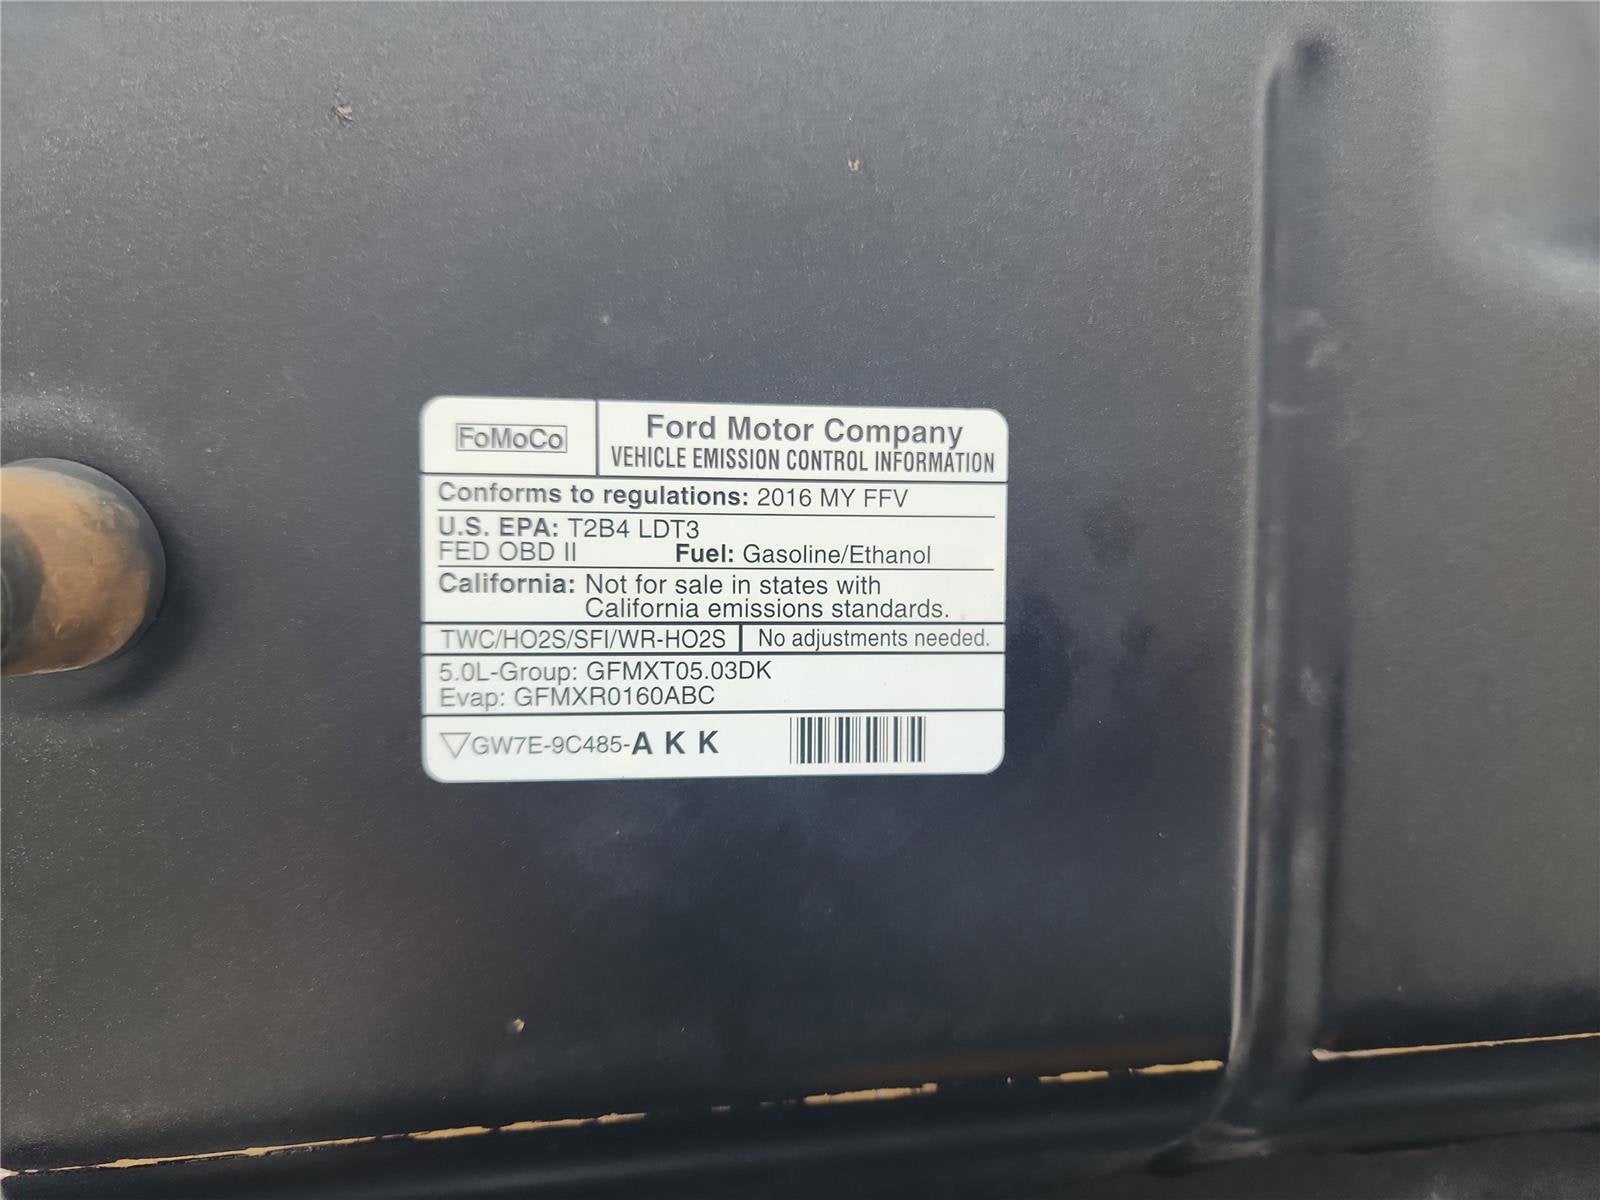 FoMoCo
Ford Motor Company
VEHICLE EMISSION CONTROL INFORMATION
Conforms to regulations: 2016 MY FFV
U.S. EPA: T2B4 LDT3
FED OBD II Fuel: Gasoline/Ethanol
California: Not for sale in states with
California emissions standards.
TWC/HO2S/SFI/WR-HO2S No adjustments needed.
5.0L-Group: GFMXT05.03DK
Evap: GFMXR0160ABC
GW7E-9C485-A K K